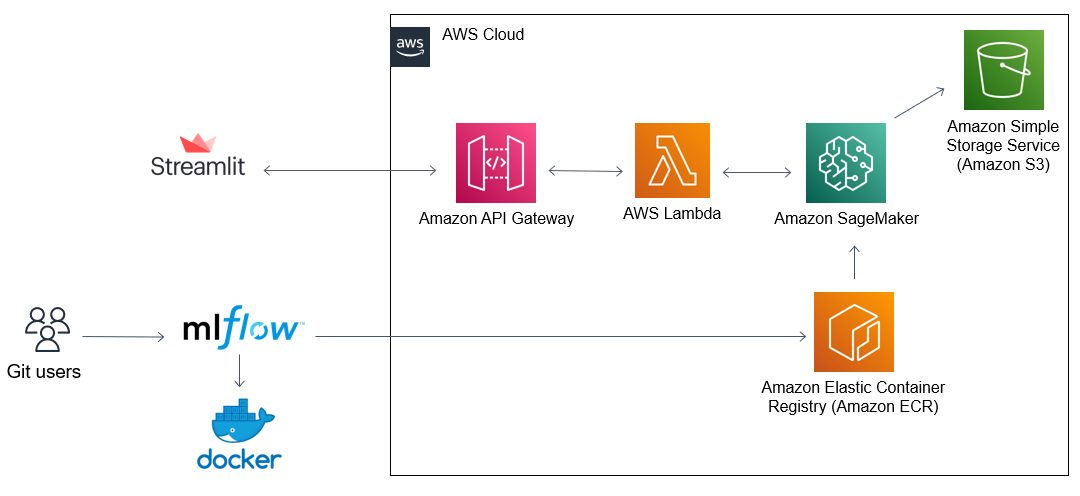 aws
AWS Cloud
Amazon Simple
Storage Service
(Amazon S3)
Streamlit
</>
Amazon API Gateway
AWS Lambda
Amazon SageMaker
mlflow™
Git users
docker
Amazon Elastic Container
Registry (Amazon ECR)